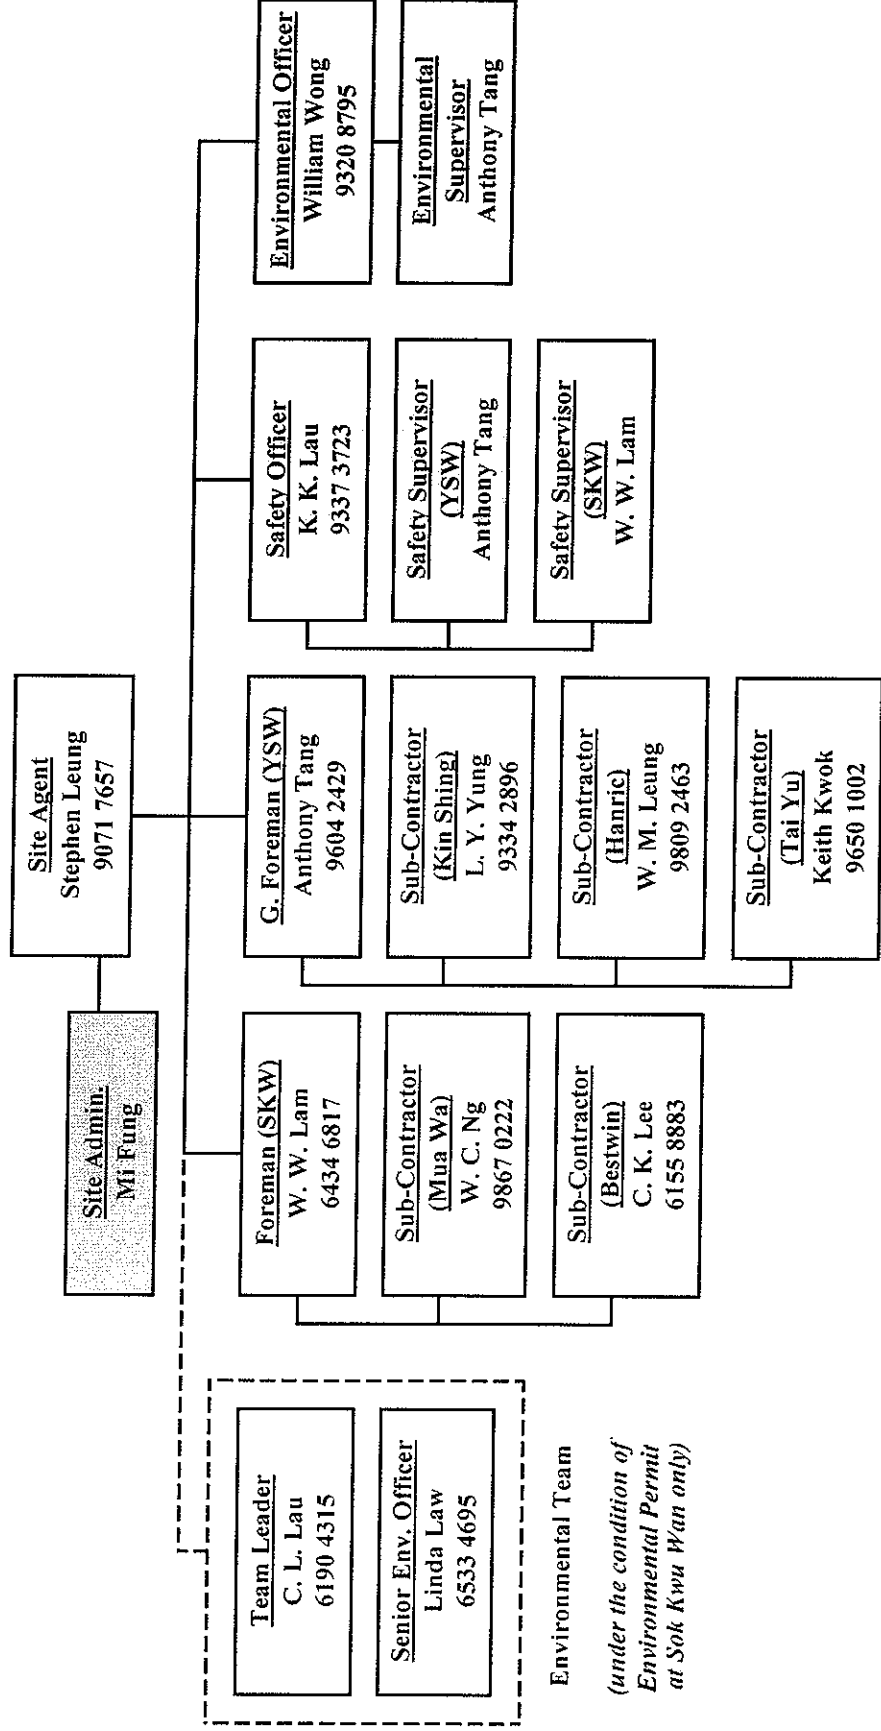 Site Admin.
Mi Fung
Site Agent
Stephen Leung
9071 7657
Team Leader
C. L. Lau
6190 4315
Senior Env. Officer
Linda Law
6533 4695
Environmental Team
(under the condition of
Environmental Permit
at Sok Kwu Wan only)
Foreman (SKW)
W. W. Lam
6434 6817
Sub-Contractor
(Mua Wa)
W. C. Ng
9867 0222
Sub-Contractor
(Bestwin)
C. K. Lee
6155 8883
G. Foreman (YSW)
Anthony Tang
9604 2429
Sub-Contractor
(Kin Shing)
L. Y. Yung
9334 2896
Sub-Contractor
(Hanric)
W. M. Leung
9809 2463
Sub-Contractor
(Tai Yu)
Keith Kwok
9650 1002
Safety Officer
K. K. Lau
9337 3723
Safety Supervisor
(YSW)
Anthony Tang
Safety Supervisor
(SKW)
W. W. Lam
Environmental Officer
William Wong
9320 8795
Environmental
Supervisor
Anthony Tang